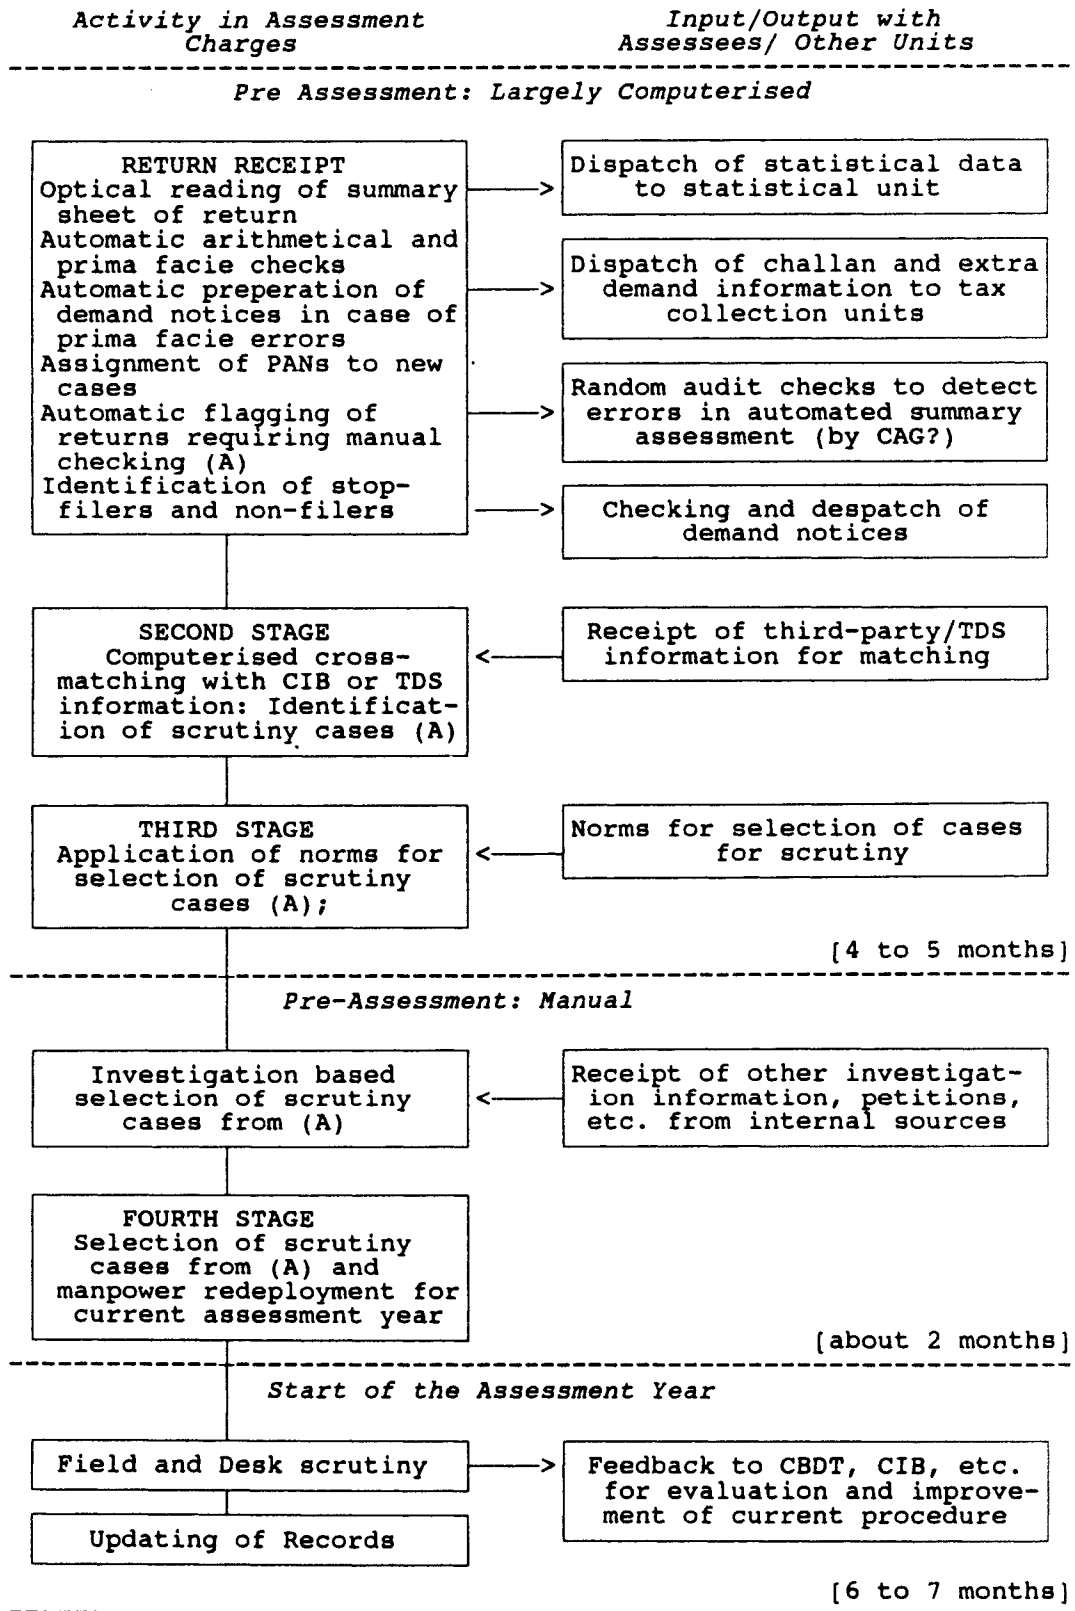 Activity in Assessment
Charges
Input/Output with
Assessees/ Other Units
Pre Assessment: Largely Computerised
RETURN RECEIPT
Optical reading of summary
sheet of return
Automatic arithmetical and
prima facie checks
Automatic preperation of
demand notices in case of
prima facie errors
Assignment of PANs to new
cases
Automatic flagging of
returns requiring manual
checking (A)
Identification of stop-
filers and non-filers
Dispatch of statistical data
to statistical unit
Dispatch of challan and extra
demand information to tax
collection units
Random audit checks to detect
errors in automated summary
assessment (by CAG?)
Checking and despatch of
demand notices
SECOND STAGE
Computerised cross-
matching with CIB or TDS
information: Identificat-
ion of scrutiny cases (A)
Receipt of third-party/TDS
information for matching
THIRD STAGE
Application of norms for
selection of scrutiny
cases (A);
Norms for selection of cases
for scrutiny
[4 to 5 months]
Pre-Assessment: Manual
Investigation based
selection of scrutiny
cases from (A)
Receipt of other investigat-
ion information, petitions,
etc. from internal sources
FOURTH STAGE
Selection of scrutiny
cases from (A) and
manpower redeployment for
current assessment year
[about 2 months]
Start of the Assessment Year
Field and Desk scrutiny
Feedback to CBDT, CIB, etc.
for evaluation and improve-
ment of current procedure
Updating of Records
[6 to 7 months]